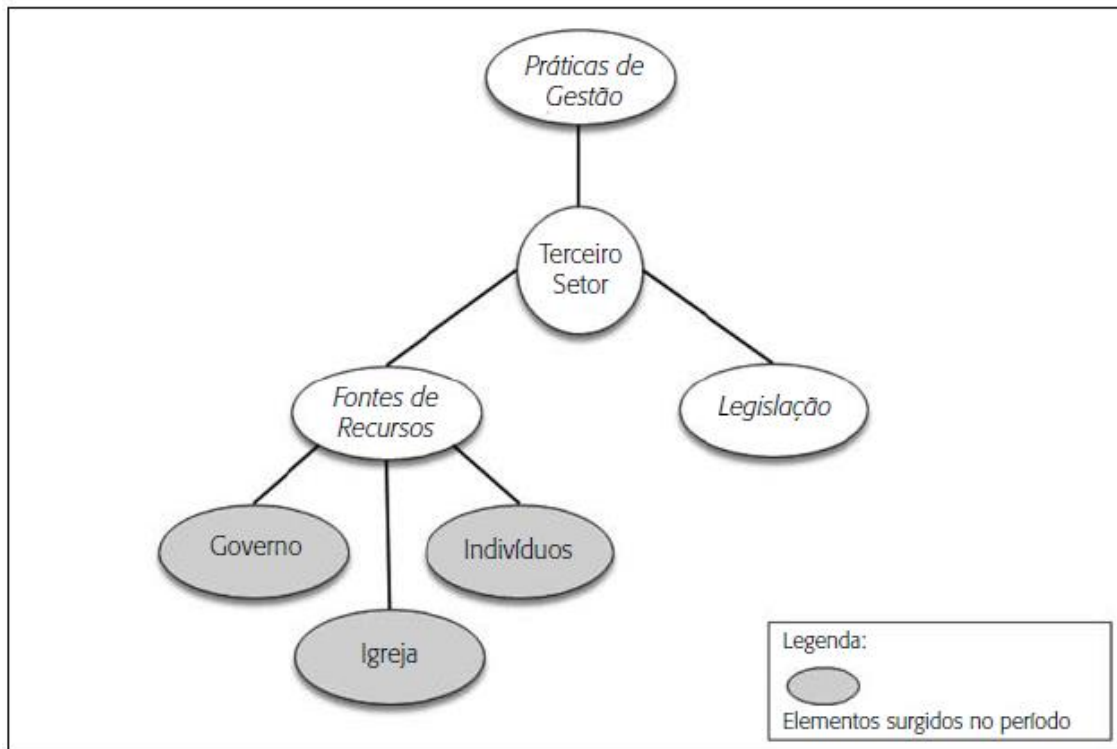 Práticas de
Gestão
Terceiro
Setor
Fontes de
Recursos
Legislação
Governo
Indivíduos
Igreja
Legenda:
Elementos surgidos no período